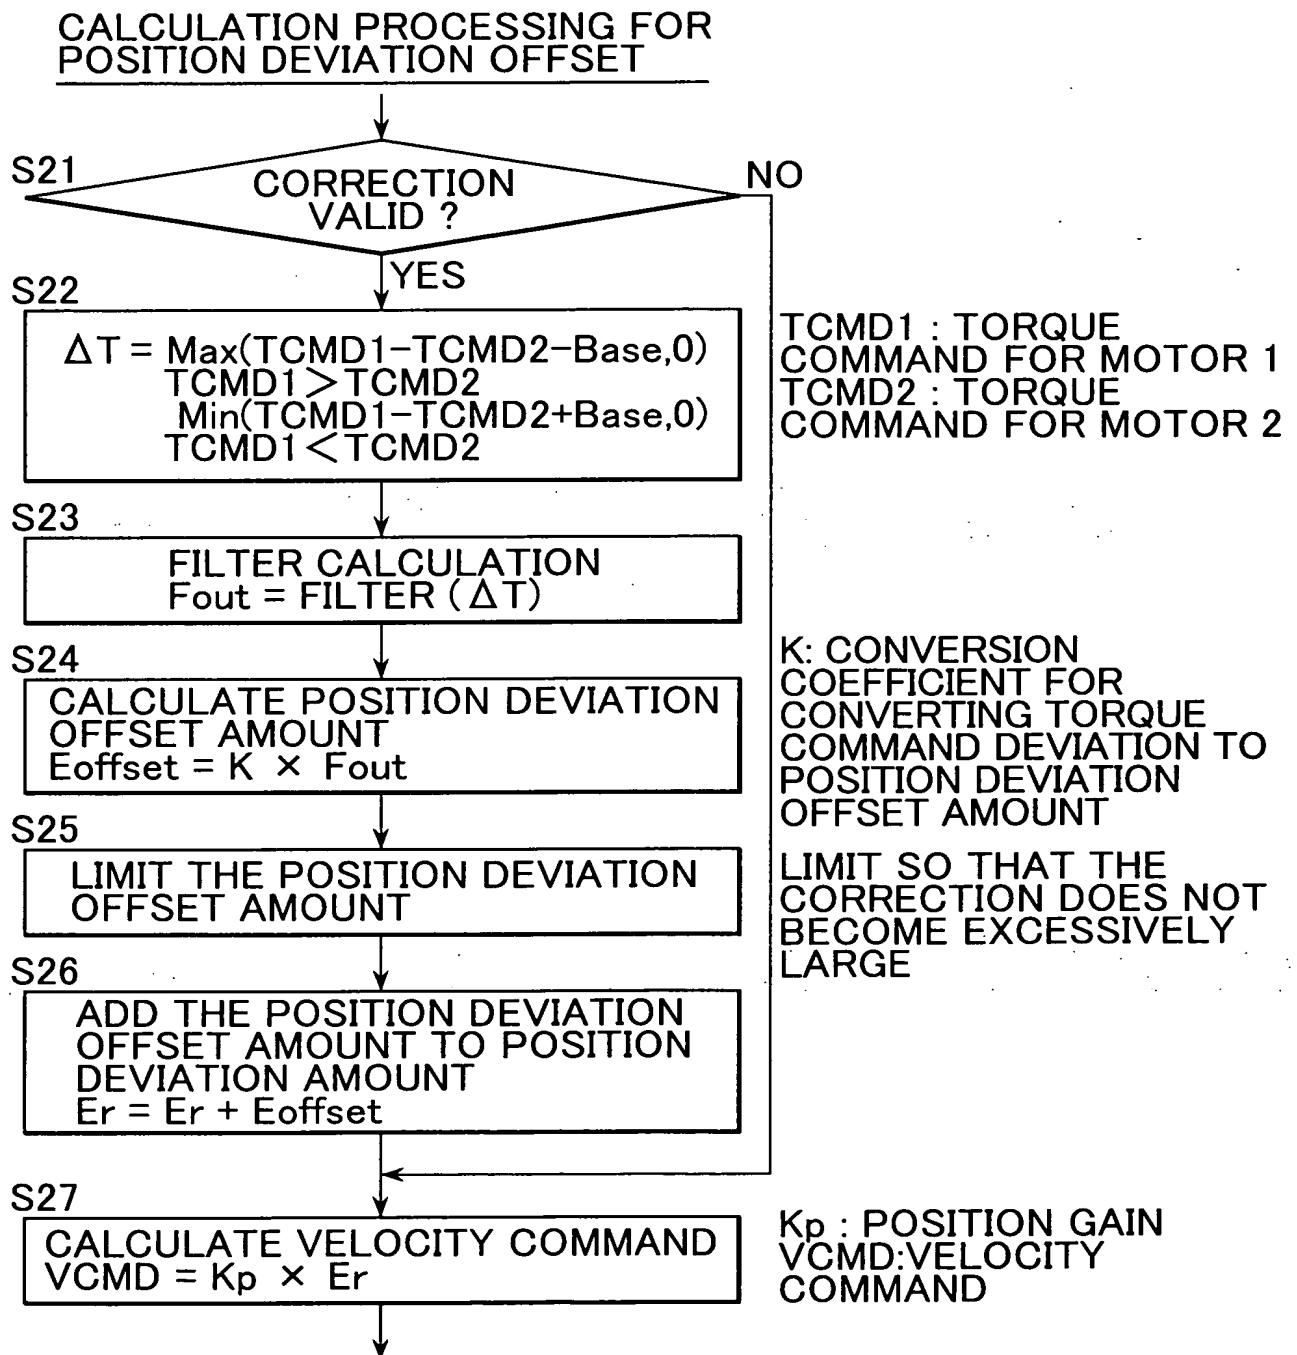 CALCULATION PROCESSING FOR
POSITION DEVIATION OFFSET
S21
CORRECTION
VALID ?
NO
YES
S22
ΔT = Max(TCMD1-TCMD2-Base,0)
TCMD1>TCMD2
Min(TCMD1-TCMD2+Base,0)
TCMD1<TCMD2
TCMD1 : TORQUE
COMMAND FOR MOTOR 1
TCMD2 : TORQUE
COMMAND FOR MOTOR 2
S23
FILTER CALCULATION
Fout = FILTER (ΔT)
S24
CALCULATE POSITION DEVIATION
OFFSET AMOUNT
Eoffset = K × Fout
K: CONVERSION
COEFFICIENT FOR
CONVERTING TORQUE
COMMAND DEVIATION TO
POSITION DEVIATION
OFFSET AMOUNT
S25
LIMIT THE POSITION DEVIATION
OFFSET AMOUNT
LIMIT SO THAT THE
CORRECTION DOES NOT
BECOME EXCESSIVELY
LARGE
S26
ADD THE POSITION DEVIATION
OFFSET AMOUNT TO POSITION
DEVIATION AMOUNT
Er = Er + Eoffset
S27
CALCULATE VELOCITY COMMAND
VCMD = Kp × Er
Kp : POSITION GAIN
VCMD:VELOCITY
COMMAND